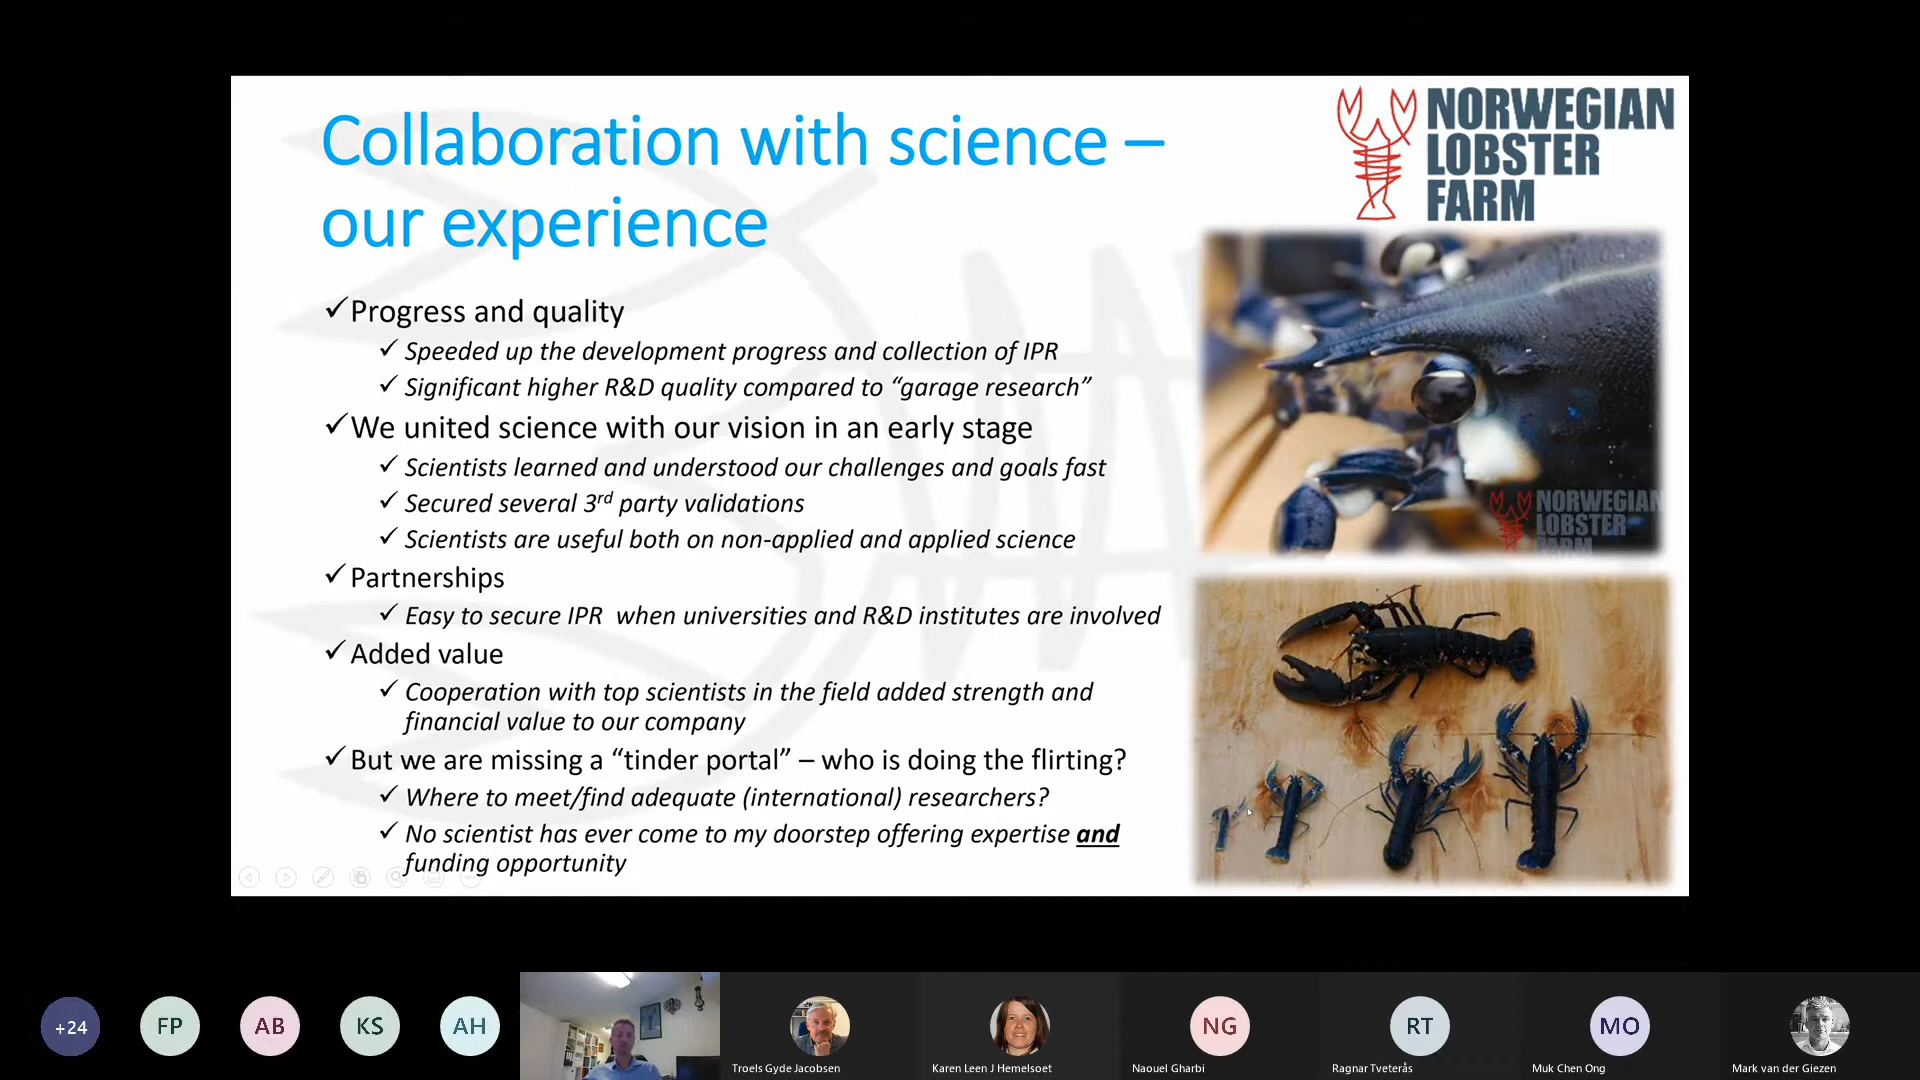 Collaboration with science –
our experience
NORWEGIAN
LOBSTER
FARM
Progress and quality
Speeded up the development progress and collection of IPR
Significant higher R&D quality compared to “garage research”
We united science with our vision in an early stage
Scientists learned and understood our challenges and goals fast
Secured several 3rd party validations
Scientists are useful both on non-applied and applied science
Partnerships
Easy to secure IPR when universities and R&D institutes are involved
Added value
Cooperation with top scientists in the field added strength and
financial value to our company
But we are missing a “tinder portal” – who is doing the flirting?
Where to meet/find adequate (international) researchers?
No scientist has ever come to my doorstep offering expertise and
funding opportunity
NORWEGIAN
LOBSTER
FARM
+24
FP
AB
KS
AH
Troels Gyde Jacobsen
Karen Leen J Hemelsoet
NG
Naouel Gharbi
RT
Ragnar Tveterås
MO
Muk Chen Ong
Mark van der Giezen